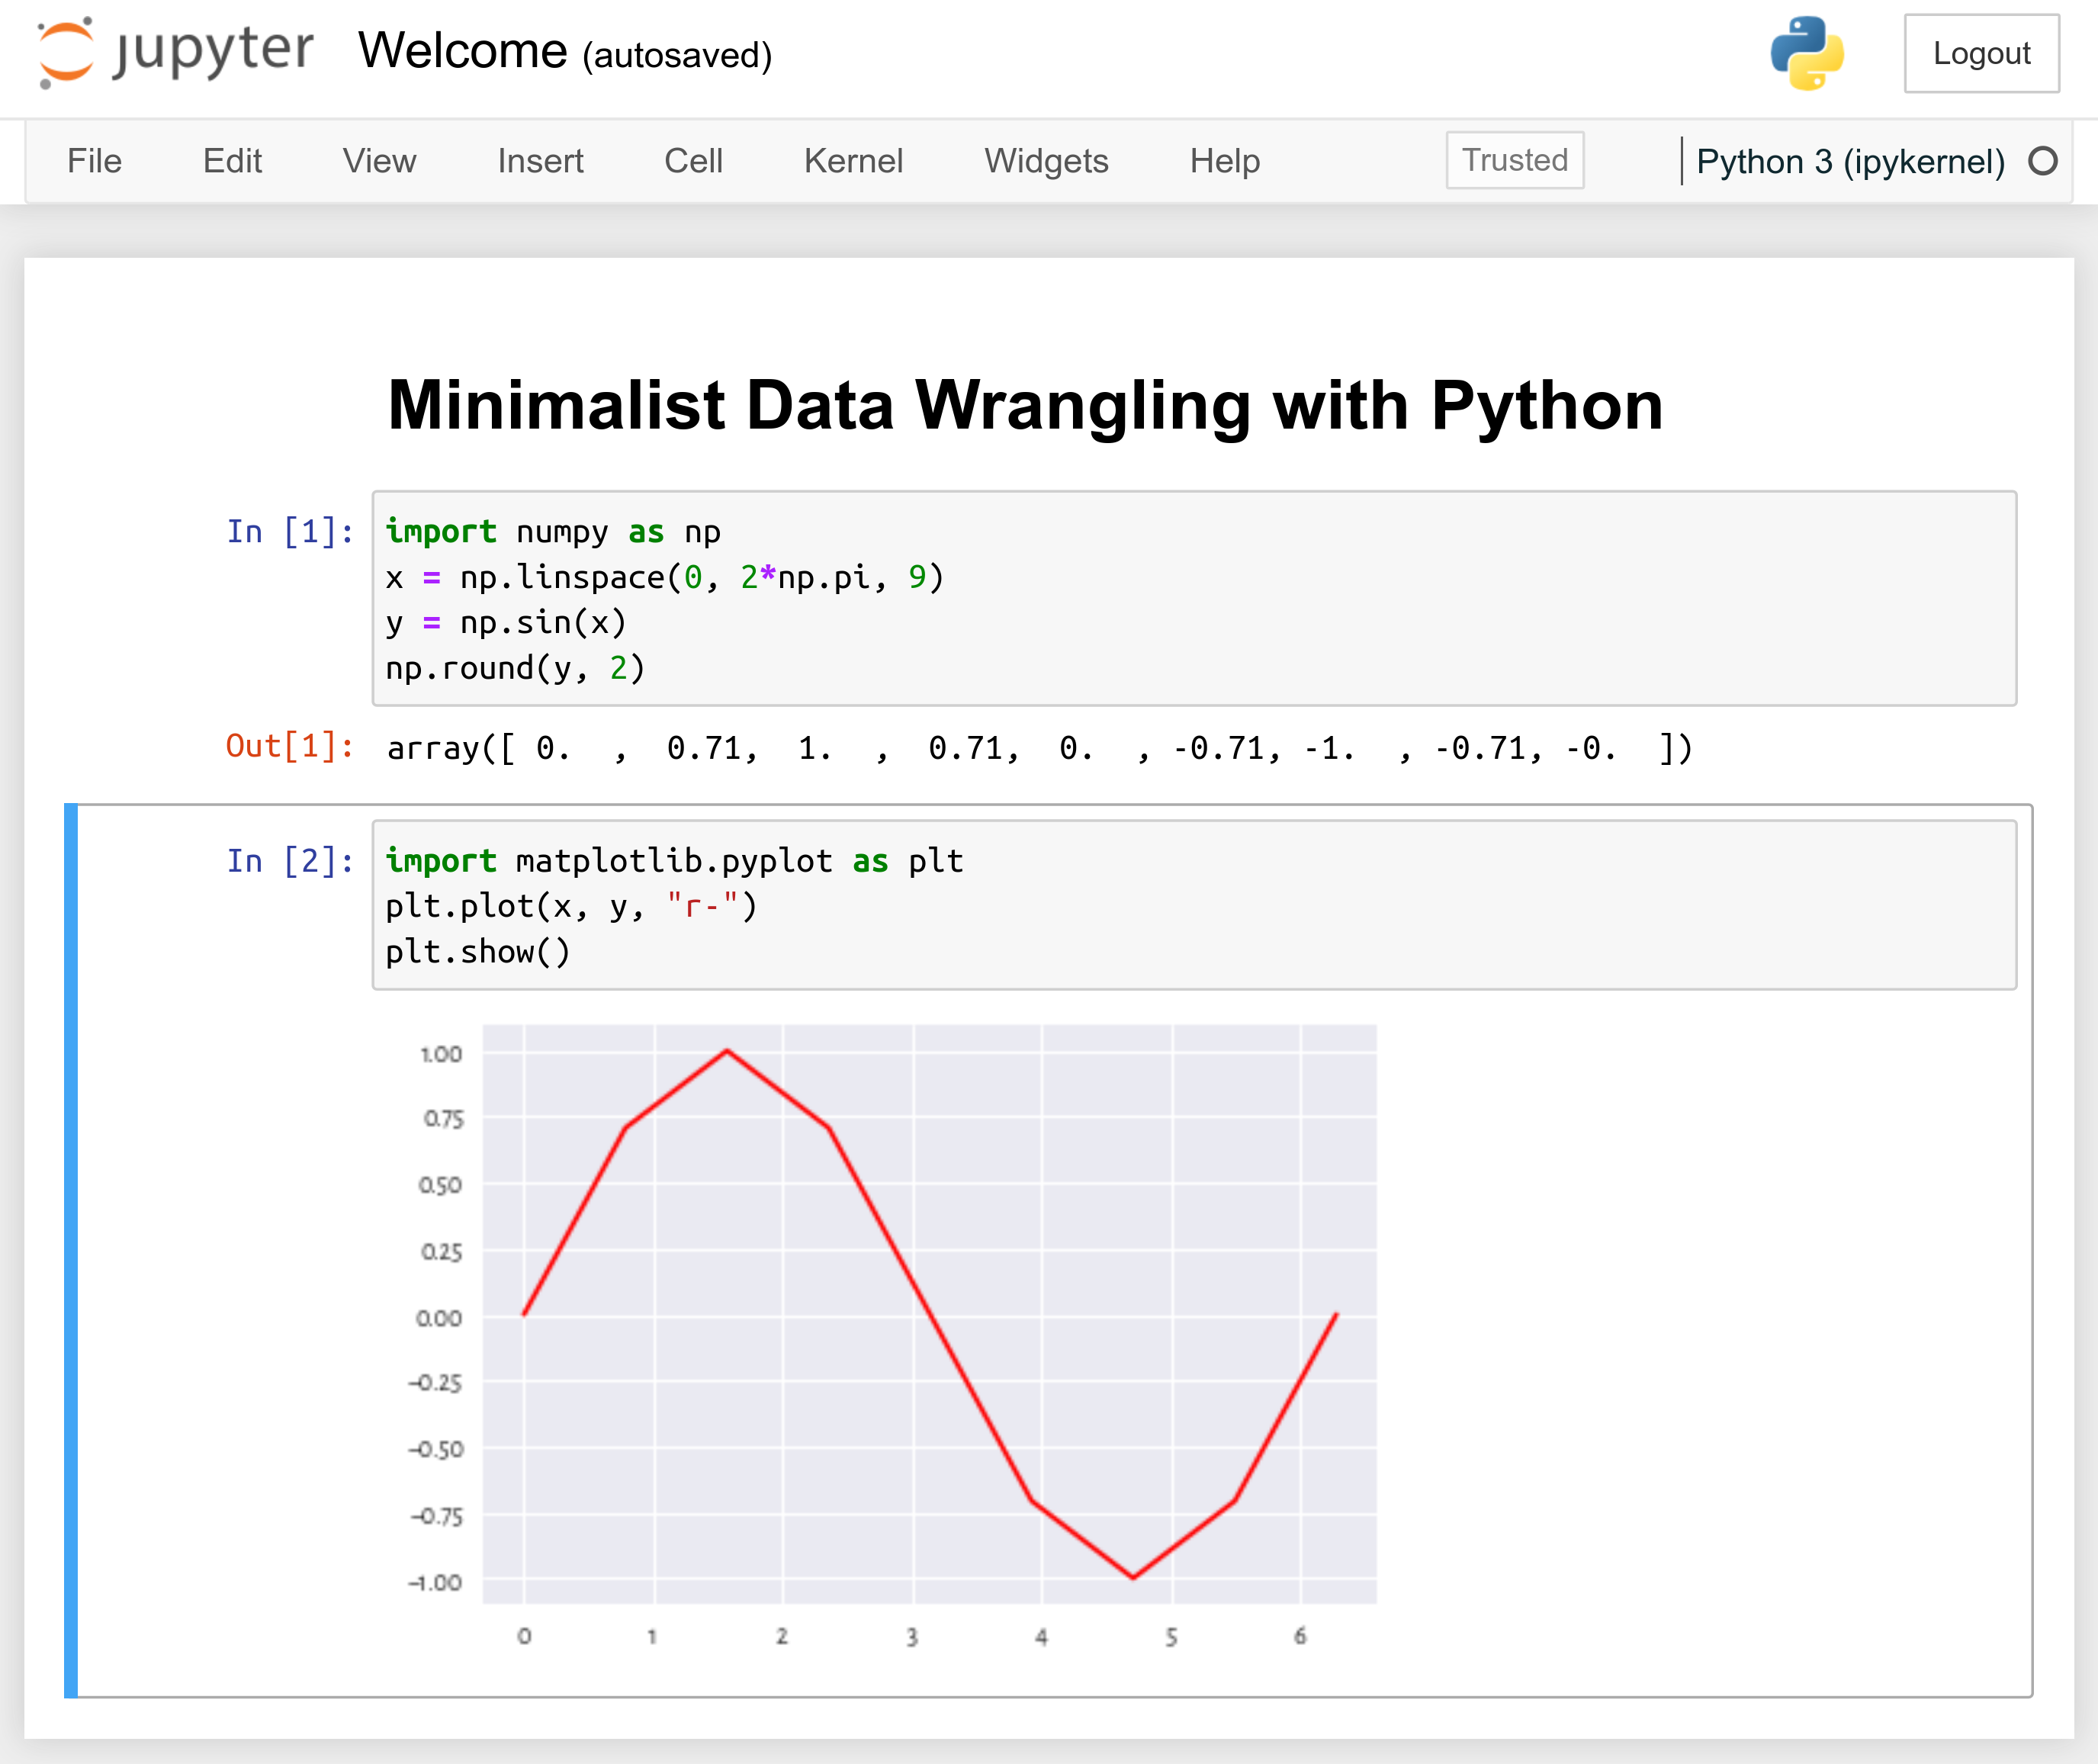 jupyter Welcome (autosaved) Logout
File Edit View Insert Cell Kernel Widgets Help Trusted Python 3 (ipykernel)
Minimalist Data Wrangling with Python
In [1]: import numpy as np
x = np.linspace(0, 2*np.pi, 9)
y = np.sin(x)
np.round(y, 2)
Out[1]: array([ 0.  ,  0.71,  1.  ,  0.71,  0.  , -0.71, -1.  , -0.71, -0.  ])
In [2]: import matplotlib.pyplot as plt
plt.plot(x, y, "r-")
plt.show()
1.00
0.75
0.50
0.25
0.00
−0.25
−0.50
−0.75
−1.00
0 1 2 3 4 5 6